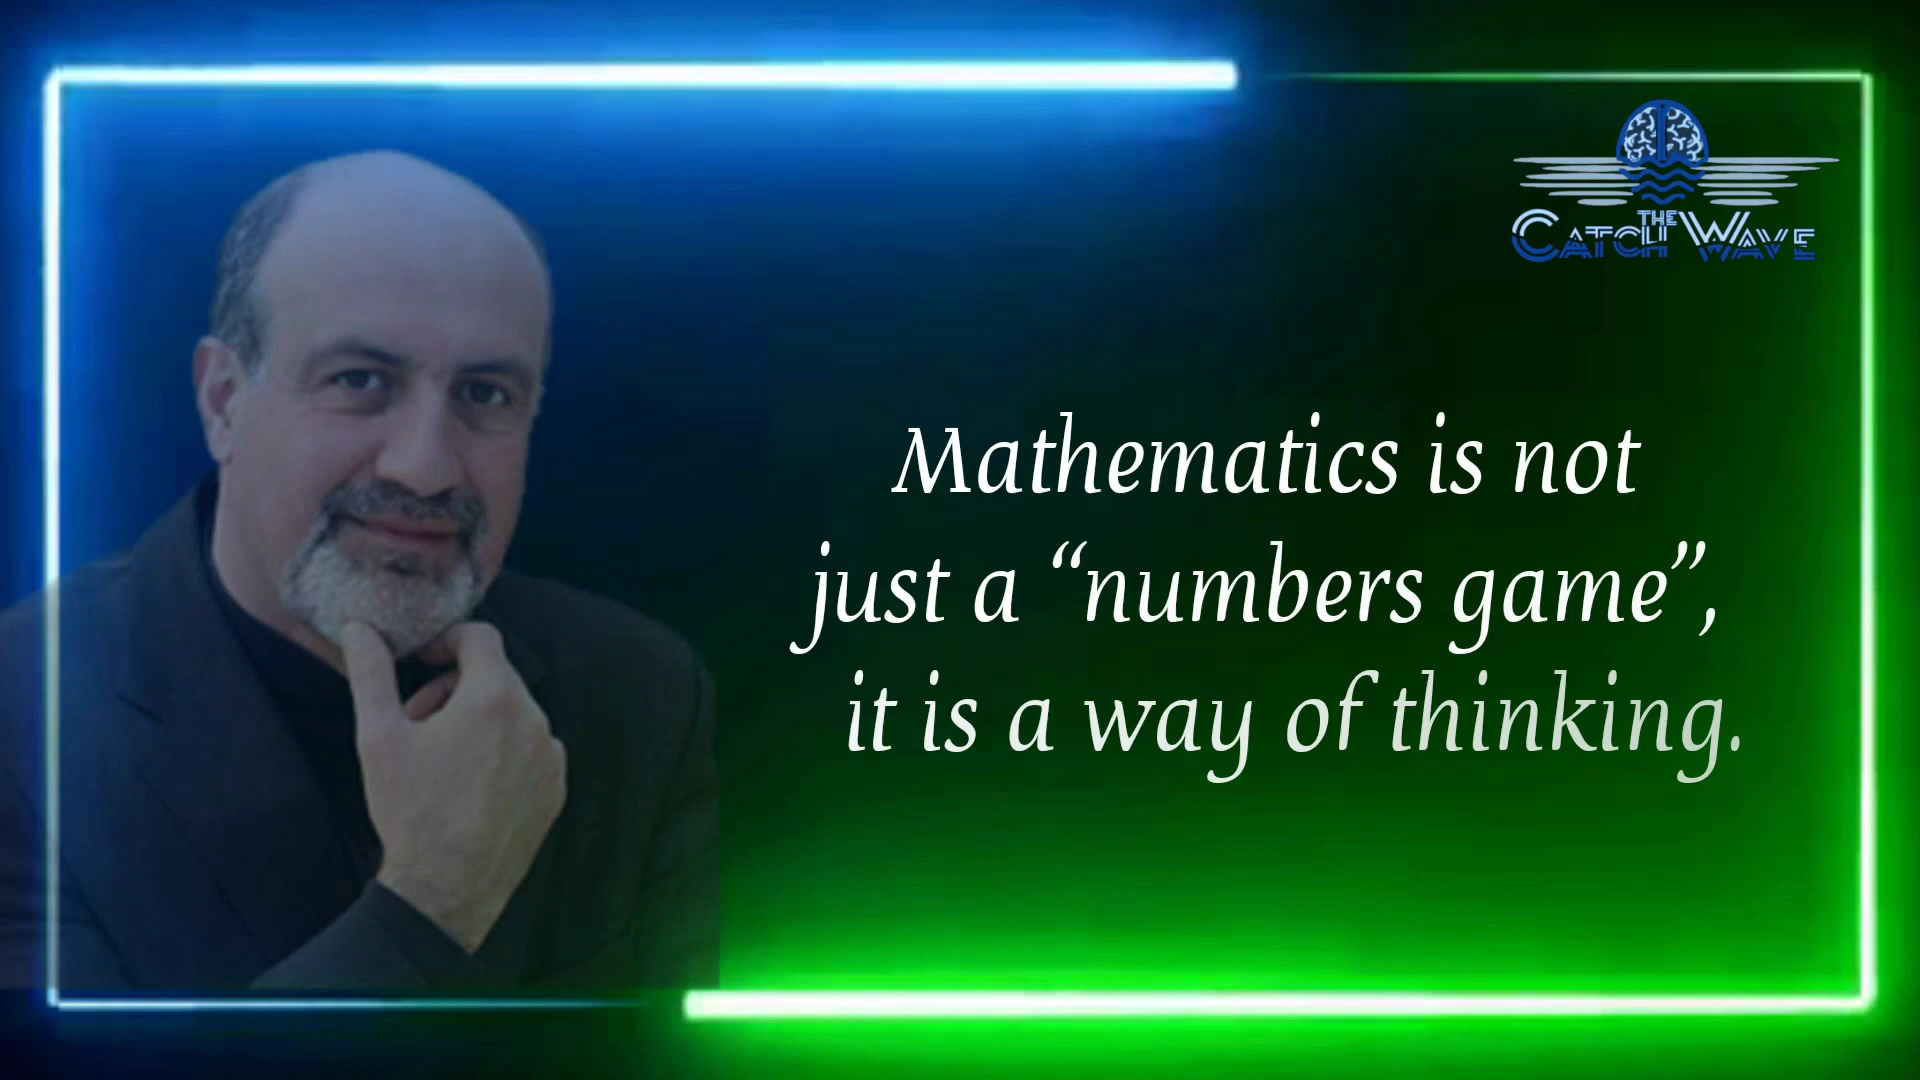 CATCH THE WAVE
Mathematics is not
just a “numbers game”,
it is a way of thinking.